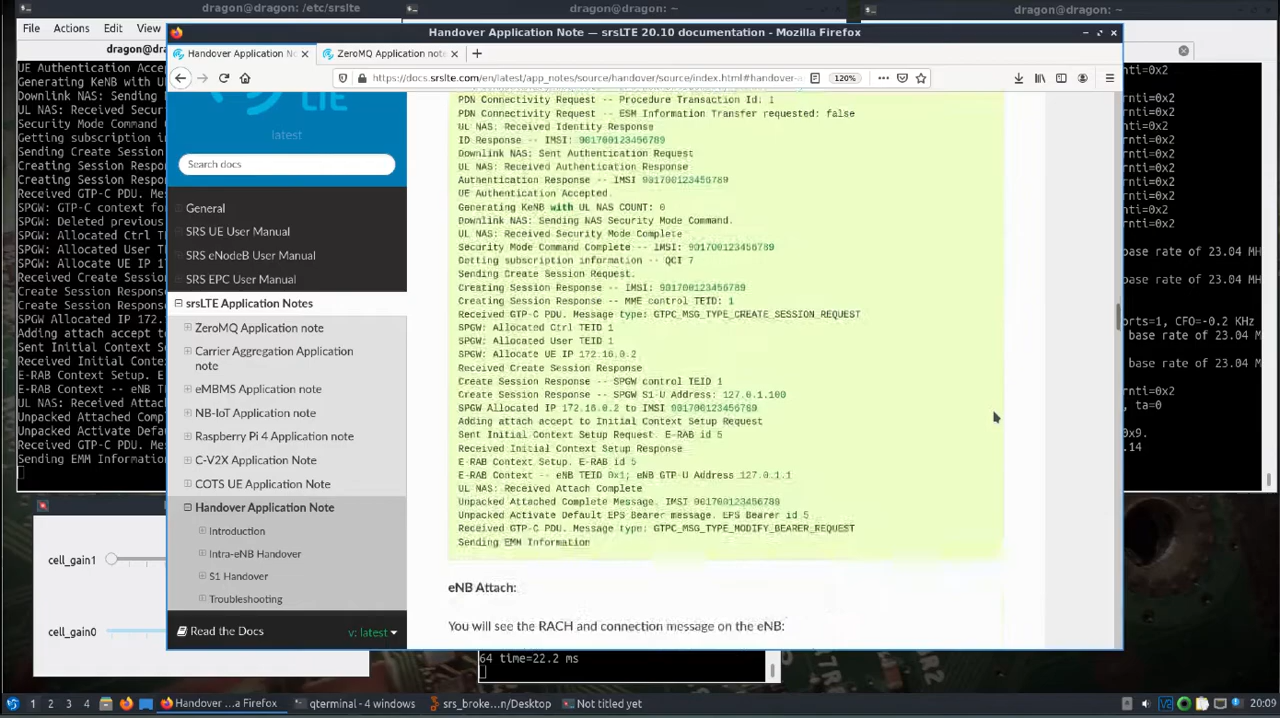 dragon@dragon: /etc/srslte
dragon@dragon: ~
dragon@dragon: ~
File Actions Edit View
Handover Application Note — srsLTE 20.10 documentation - Mozilla Firefox
dragon@dra
Handover Application Note
ZeroMQ Application note
https://docs.srslte.com/en/latest/app_notes/source/handover/source/index.html#handover-a
120%
UE Authentication Accep
Generating KeNB with U
Downlink NAS: Sending
UL NAS: Received Secur
Security Mode Command
Getting subscription i
Sending Create Session
Creating Session Respo
Creating Session Respo
Received GTP-C PDU. Me
SPGW: GTP-C context fo
SPGW: Deleted previous
SPGW: Allocated Ctrl T
SPGW: Allocated User T
SPGW: Allocate UE IP 1
Received Create Sessio
Create Session Respons
Create Session Respons
SPGW Allocated IP 172.
Adding attach accept t
Sent Initial Context S
Received Initial Conte
E-RAB Context Setup. E
E-RAB Context -- eNB T
UL NAS: Received Attac
Unpacked Attached Comp
Unpacked Activate Defa
Received GTP-C PDU. Me
Sending EMM Informatio
LTE
latest
Search docs
General
SRS UE User Manual
SRS eNodeB User Manual
SRS EPC User Manual
srsLTE Application Notes
ZeroMQ Application note
Carrier Aggregation Application
note
eMBMS Application note
NB-IoT Application note
Raspberry Pi 4 Application note
C-V2X Application note
COTS UE Application Note
Handover Application Note
Introduction
Intra-eNB Handover
S1 Handover
Troubleshooting
Read the Docs
v: latest
PDN Connectivity Request -- Procedure Transaction Id: 1
PDN Connectivity Request -- ESM Information Transfer requested: false
UL NAS: Received Identity Response
ID Response -- IMSI: 901700123456789
Downlink NAS: Sent Authentication Request
UL NAS: Received Authentication Response
Authentication Response -- IMSI 901700123456789
UE Authentication Accepted.
Generating KeNB with UL NAS COUNT: 0
Downlink NAS: Sending NAS Security Mode Command.
UL NAS: Received Security Mode Complete
Security Mode Command Complete -- IMSI: 901700123456789
Getting subscription information -- QCI 7
Sending Create Session Request.
Creating Session Response -- IMSI: 901700123456789
Creating Session Response -- MME control TEID: 1
Received GTP-C PDU. Message type: GTPC_MSG_TYPE_CREATE_SESSION_REQUEST
SPGW: Allocated Ctrl TEID 1
SPGW: Allocated User TEID 1
SPGW: Allocate UE IP 172.16.0.2
Received Create Session Response
Create Session Response -- SPGW control TEID 1
Create Session Response -- SPGW S1-U Address: 127.0.1.100
SPGW Allocated IP 172.16.0.2 to IMSI 901700123456789
Adding attach accept to Initial Context Setup Request
Sent Initial Context Setup Request. E-RAB id 5
Received Initial Context Setup Response
E-RAB Context Setup. E-RAB id 5
E-RAB Context -- eNB TEID 0x1; eNB GTP-U Address 127.0.1.1
UL NAS: Received Attach Complete
Unpacked Attached Complete Message. IMSI 901700123456789
Unpacked Activate Default EPS Bearer message. EPS Bearer id 5
Received GTP-C PDU. Message type: GTPC_MSG_TYPE_MODIFY_BEARER_REQUEST
Sending EMM Information
eNB Attach:
You will see the RACH and connection message on the eNB:
nti=0x2
rnti=0x2
rnti=0x2
rnti=0x2
rnti=0x2
rnti=0x2
rnti=0x2
rnti=0x2
rnti=0x2
rnti=0x2
rnti=0x2
rnti=0x2
base rate of 23.04 MH
base rate of 23.04 MH
orts=1, CFO=-0.2 KHz
base rate of 23.04 M
base rate of 23.04 M
rnti=0x2
, ta=0
0x9.
.14
cell_gain1
cell_gain0
64 time=22.2 ms
1 2 3 4
Handover ...a Firefox
qterminal - 4 windows
srs_broke...n/Desktop
Not titled yet
20:09